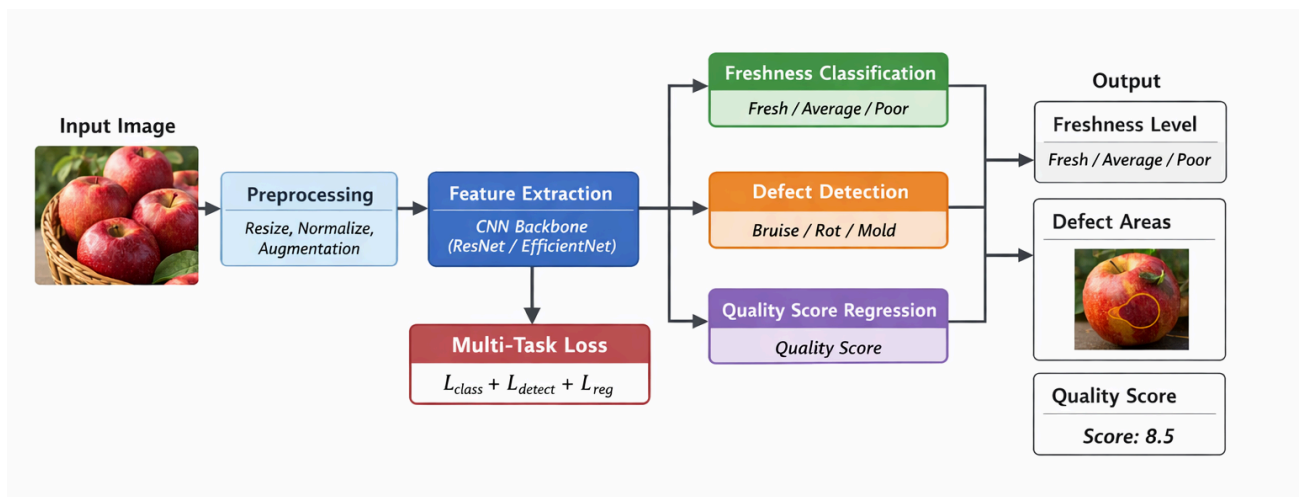 Input Image
Preprocessing
Resize, Normalize,
Augmentation
Feature Extraction
CNN Backbone
(ResNet / EfficientNet)
Multi-Task Loss
L_class + L_detect + L_reg
Freshness Classification
Fresh / Average / Poor
Defect Detection
Bruise / Rot / Mold
Quality Score Regression
Quality Score
Output
Freshness Level
Fresh / Average / Poor
Defect Areas
Quality Score
Score: 8.5